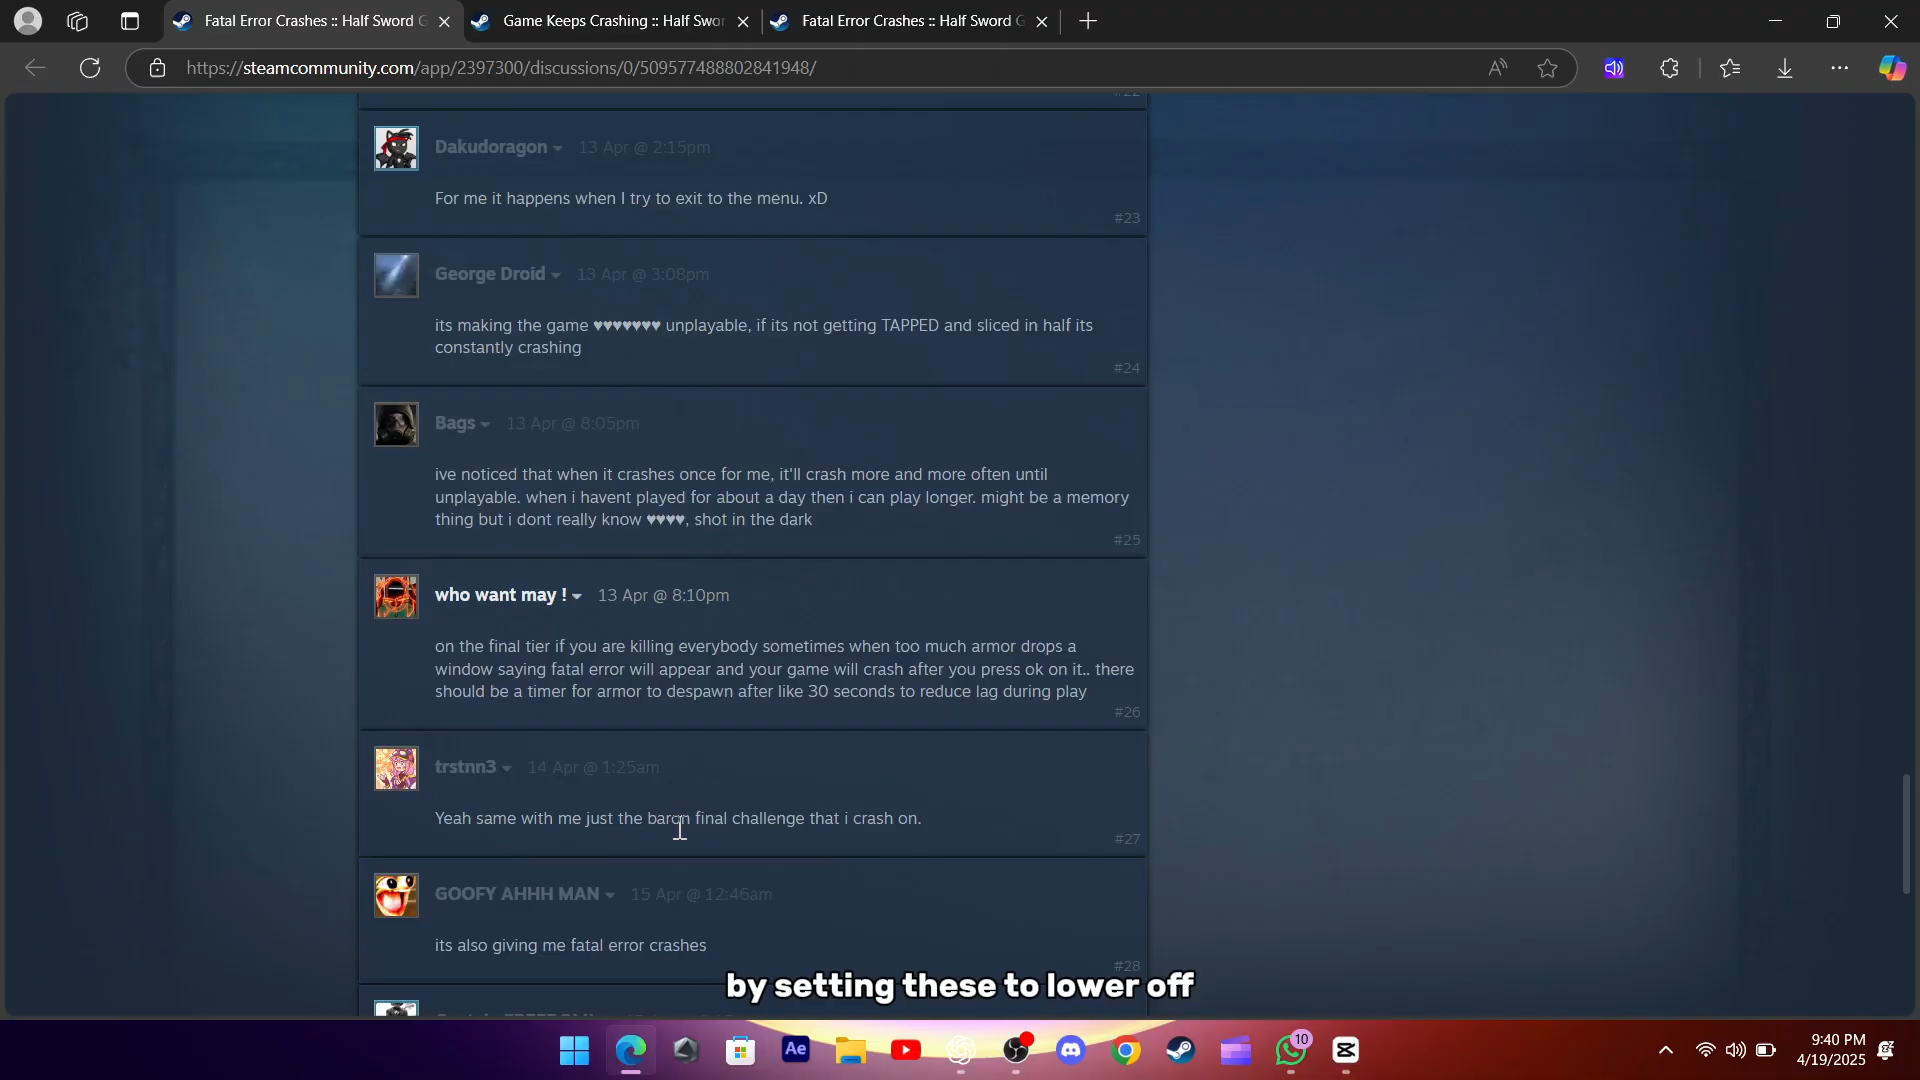 Fatal Error Crashes :: Half Sword G
Game Keeps Crashing :: Half Swor
Fatal Error Crashes :: Half Sword G
https://steamcommunity.com/app/2397300/discussions/0/509577488802841948/
#22
Dakudoragon 13 Apr @ 2:15pm
For me it happens when I try to exit to the menu. xD
#23
George Droid 13 Apr @ 3:08pm
its making the game ♥♥♥♥♥♥♥ unplayable, if its not getting TAPPED and sliced in half its
constantly crashing
#24
Bags 13 Apr @ 8:05pm
ive noticed that when it crashes once for me, it'll crash more and more often until
unplayable. when i havent played for about a day then i can play longer. might be a memory
thing but i dont really know ♥♥♥♥, shot in the dark
#25
who want may ! 13 Apr @ 8:10pm
on the final tier if you are killing everybody sometimes when too much armor drops a
window saying fatal error will appear and your game will crash after you press ok on it.. there
should be a timer for armor to despawn after like 30 seconds to reduce lag during play
#26
trstnn3 14 Apr @ 1:25am
Yeah same with me just the baron final challenge that i crash on.
#27
GOOFY AHHH MAN 15 Apr @ 12:46am
its also giving me fatal error crashes
#28
by setting these to lower off
Ae
10
9:40 PM
4/19/2025